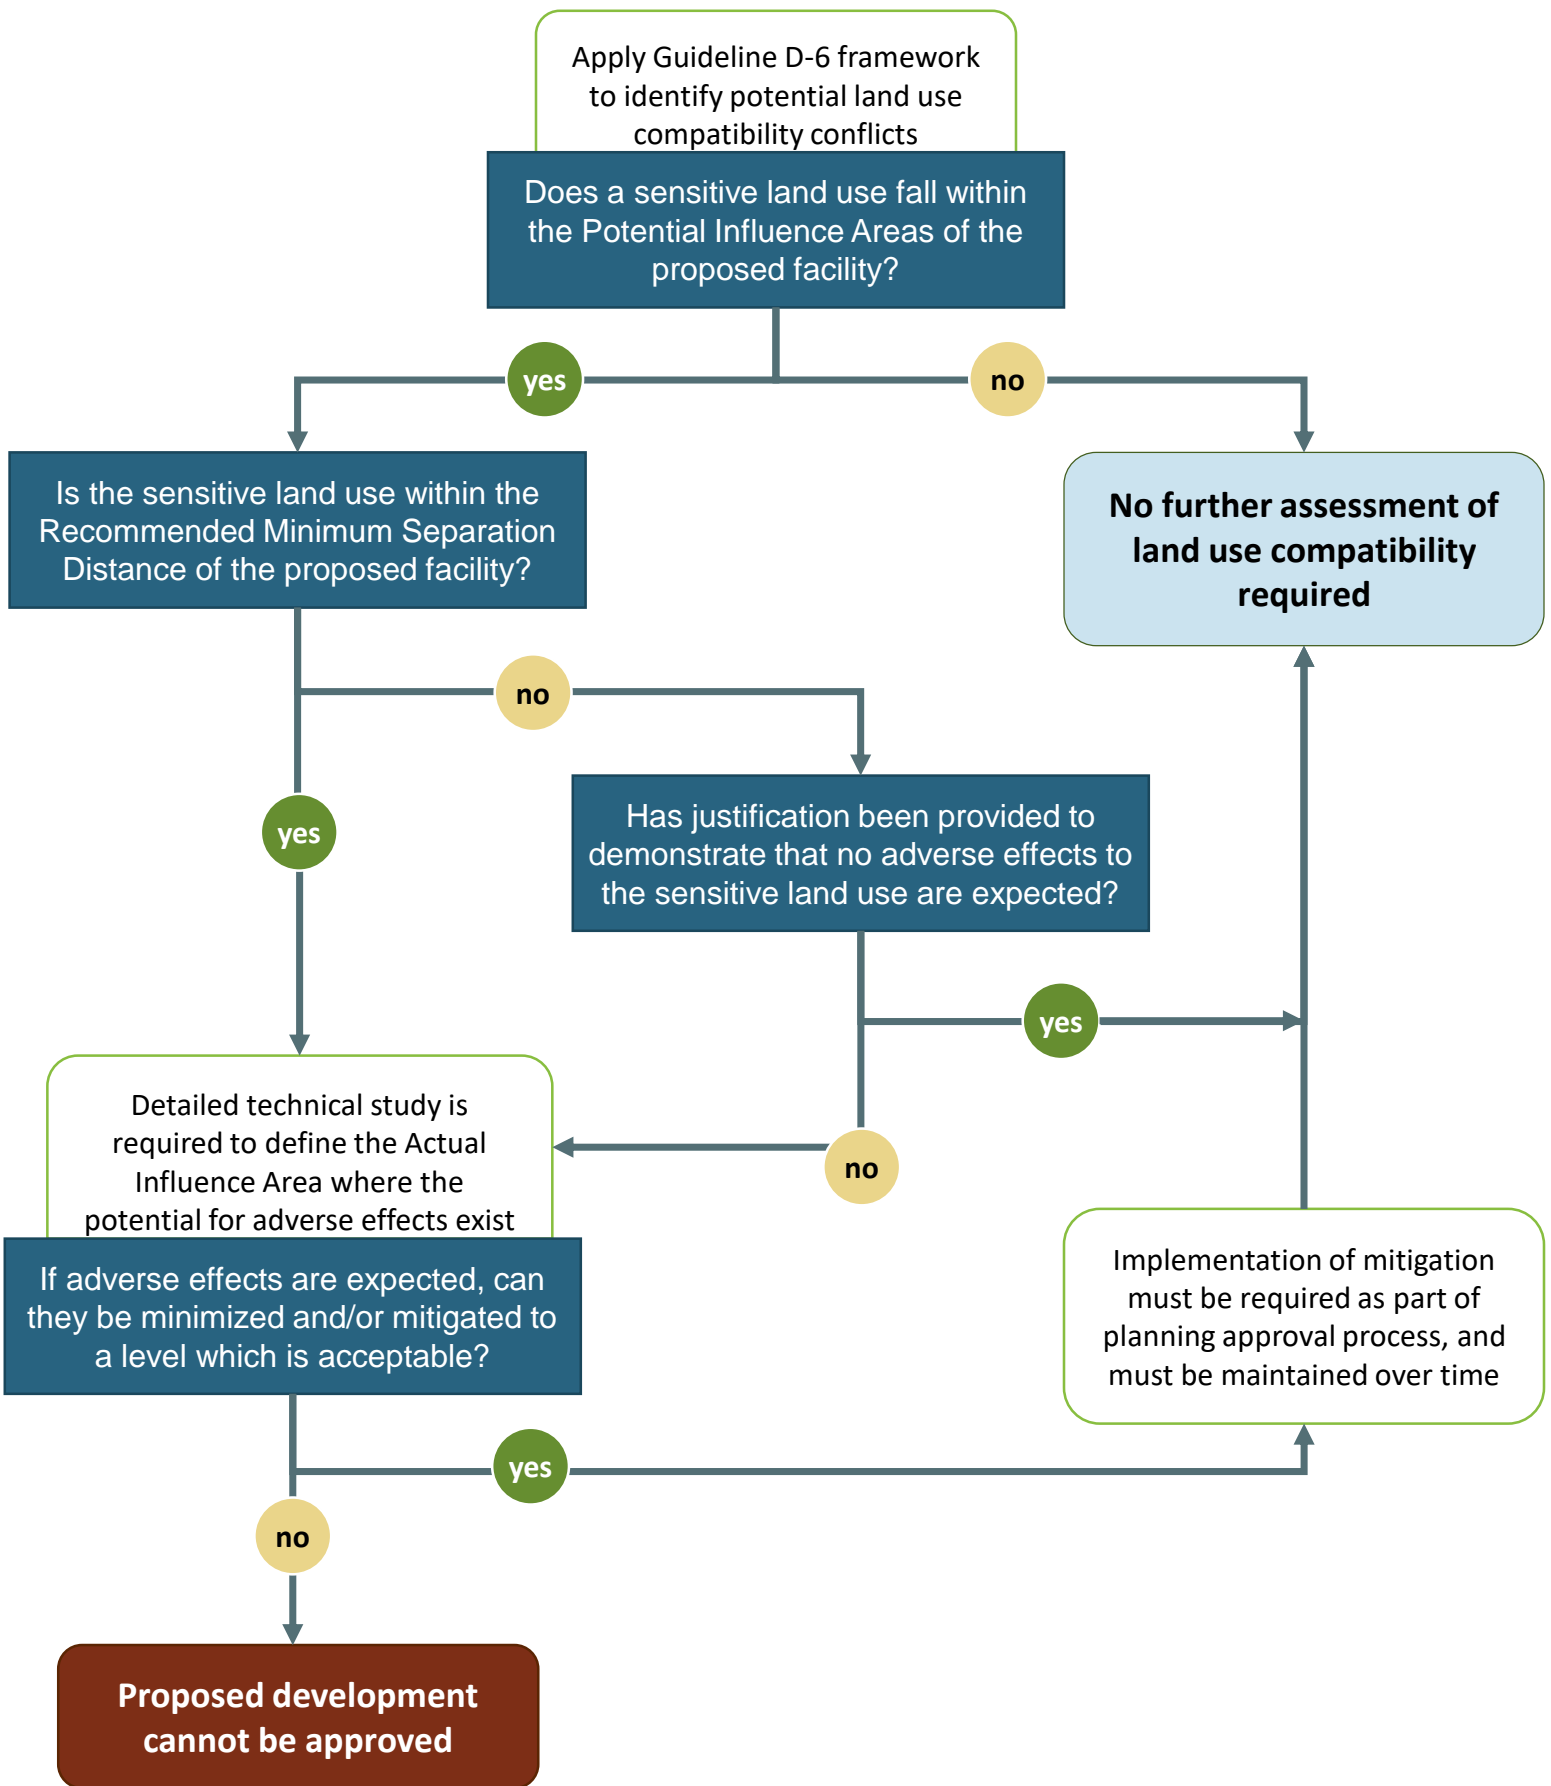 Apply Guideline D-6 framework
to identify potential land use
compatibility conflicts
Does a sensitive land use fall within
the Potential Influence Areas of the
proposed facility?
yes
no
Is the sensitive land use within the
Recommended Minimum Separation
Distance of the proposed facility?
No further assessment of
land use compatibility
required
no
yes
Has justification been provided to
demonstrate that no adverse effects to
the sensitive land use are expected?
yes
no
Detailed technical study is
required to define the Actual
Influence Area where the
potential for adverse effects exist
If adverse effects are expected, can
they be minimized and/or mitigated to
a level which is acceptable?
Implementation of mitigation
must be required as part of
planning approval process, and
must be maintained over time
yes
no
Proposed development
cannot be approved